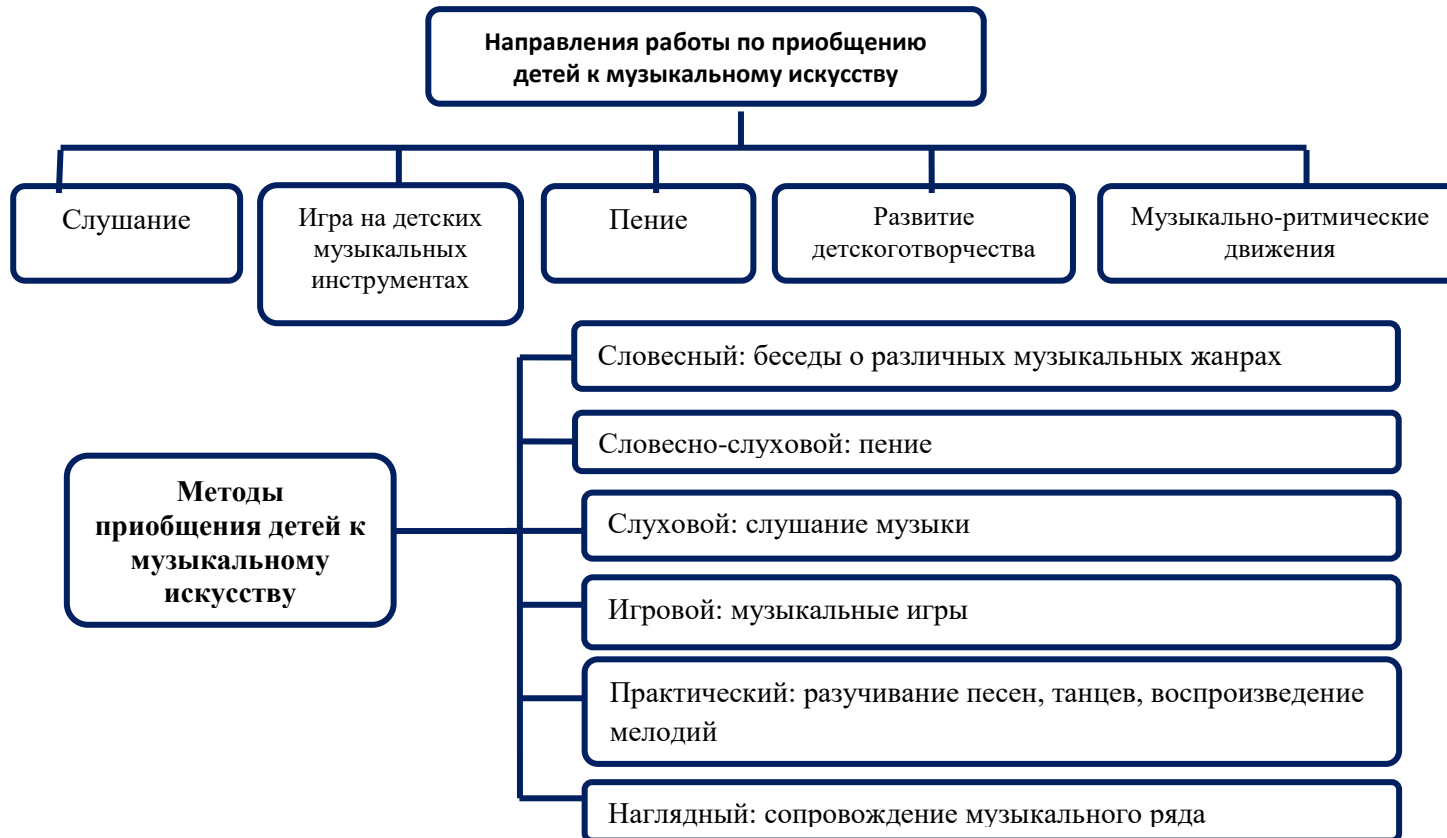 Направления работы по приобщению
детей к музыкальному искусству
Слушание
Игра на детских
музыкальных
инструментах
Пение
Развитие
детскоготворчества
Музыкально-ритмические
движения
Методы
приобщения детей к
музыкальному
искусству
Словесный: беседы о различных музыкальных жанрах
Словесно-слуховой: пение
Слуховой: слушание музыки
Игровой: музыкальные игры
Практический: разучивание песен, танцев, воспроизведение
мелодий
Наглядный: сопровождение музыкального ряда